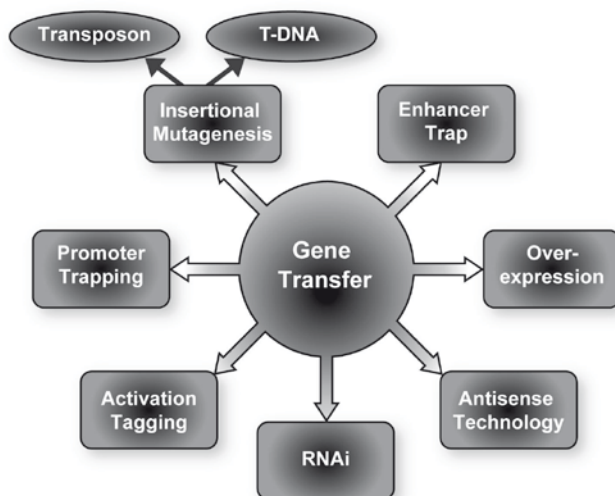 Transposon
T-DNA
Insertional
Mutagenesis
Enhancer
Trap
Promoter
Trapping
Gene
Transfer
Over-
expression
Activation
Tagging
RNAi
Antisense
Technology